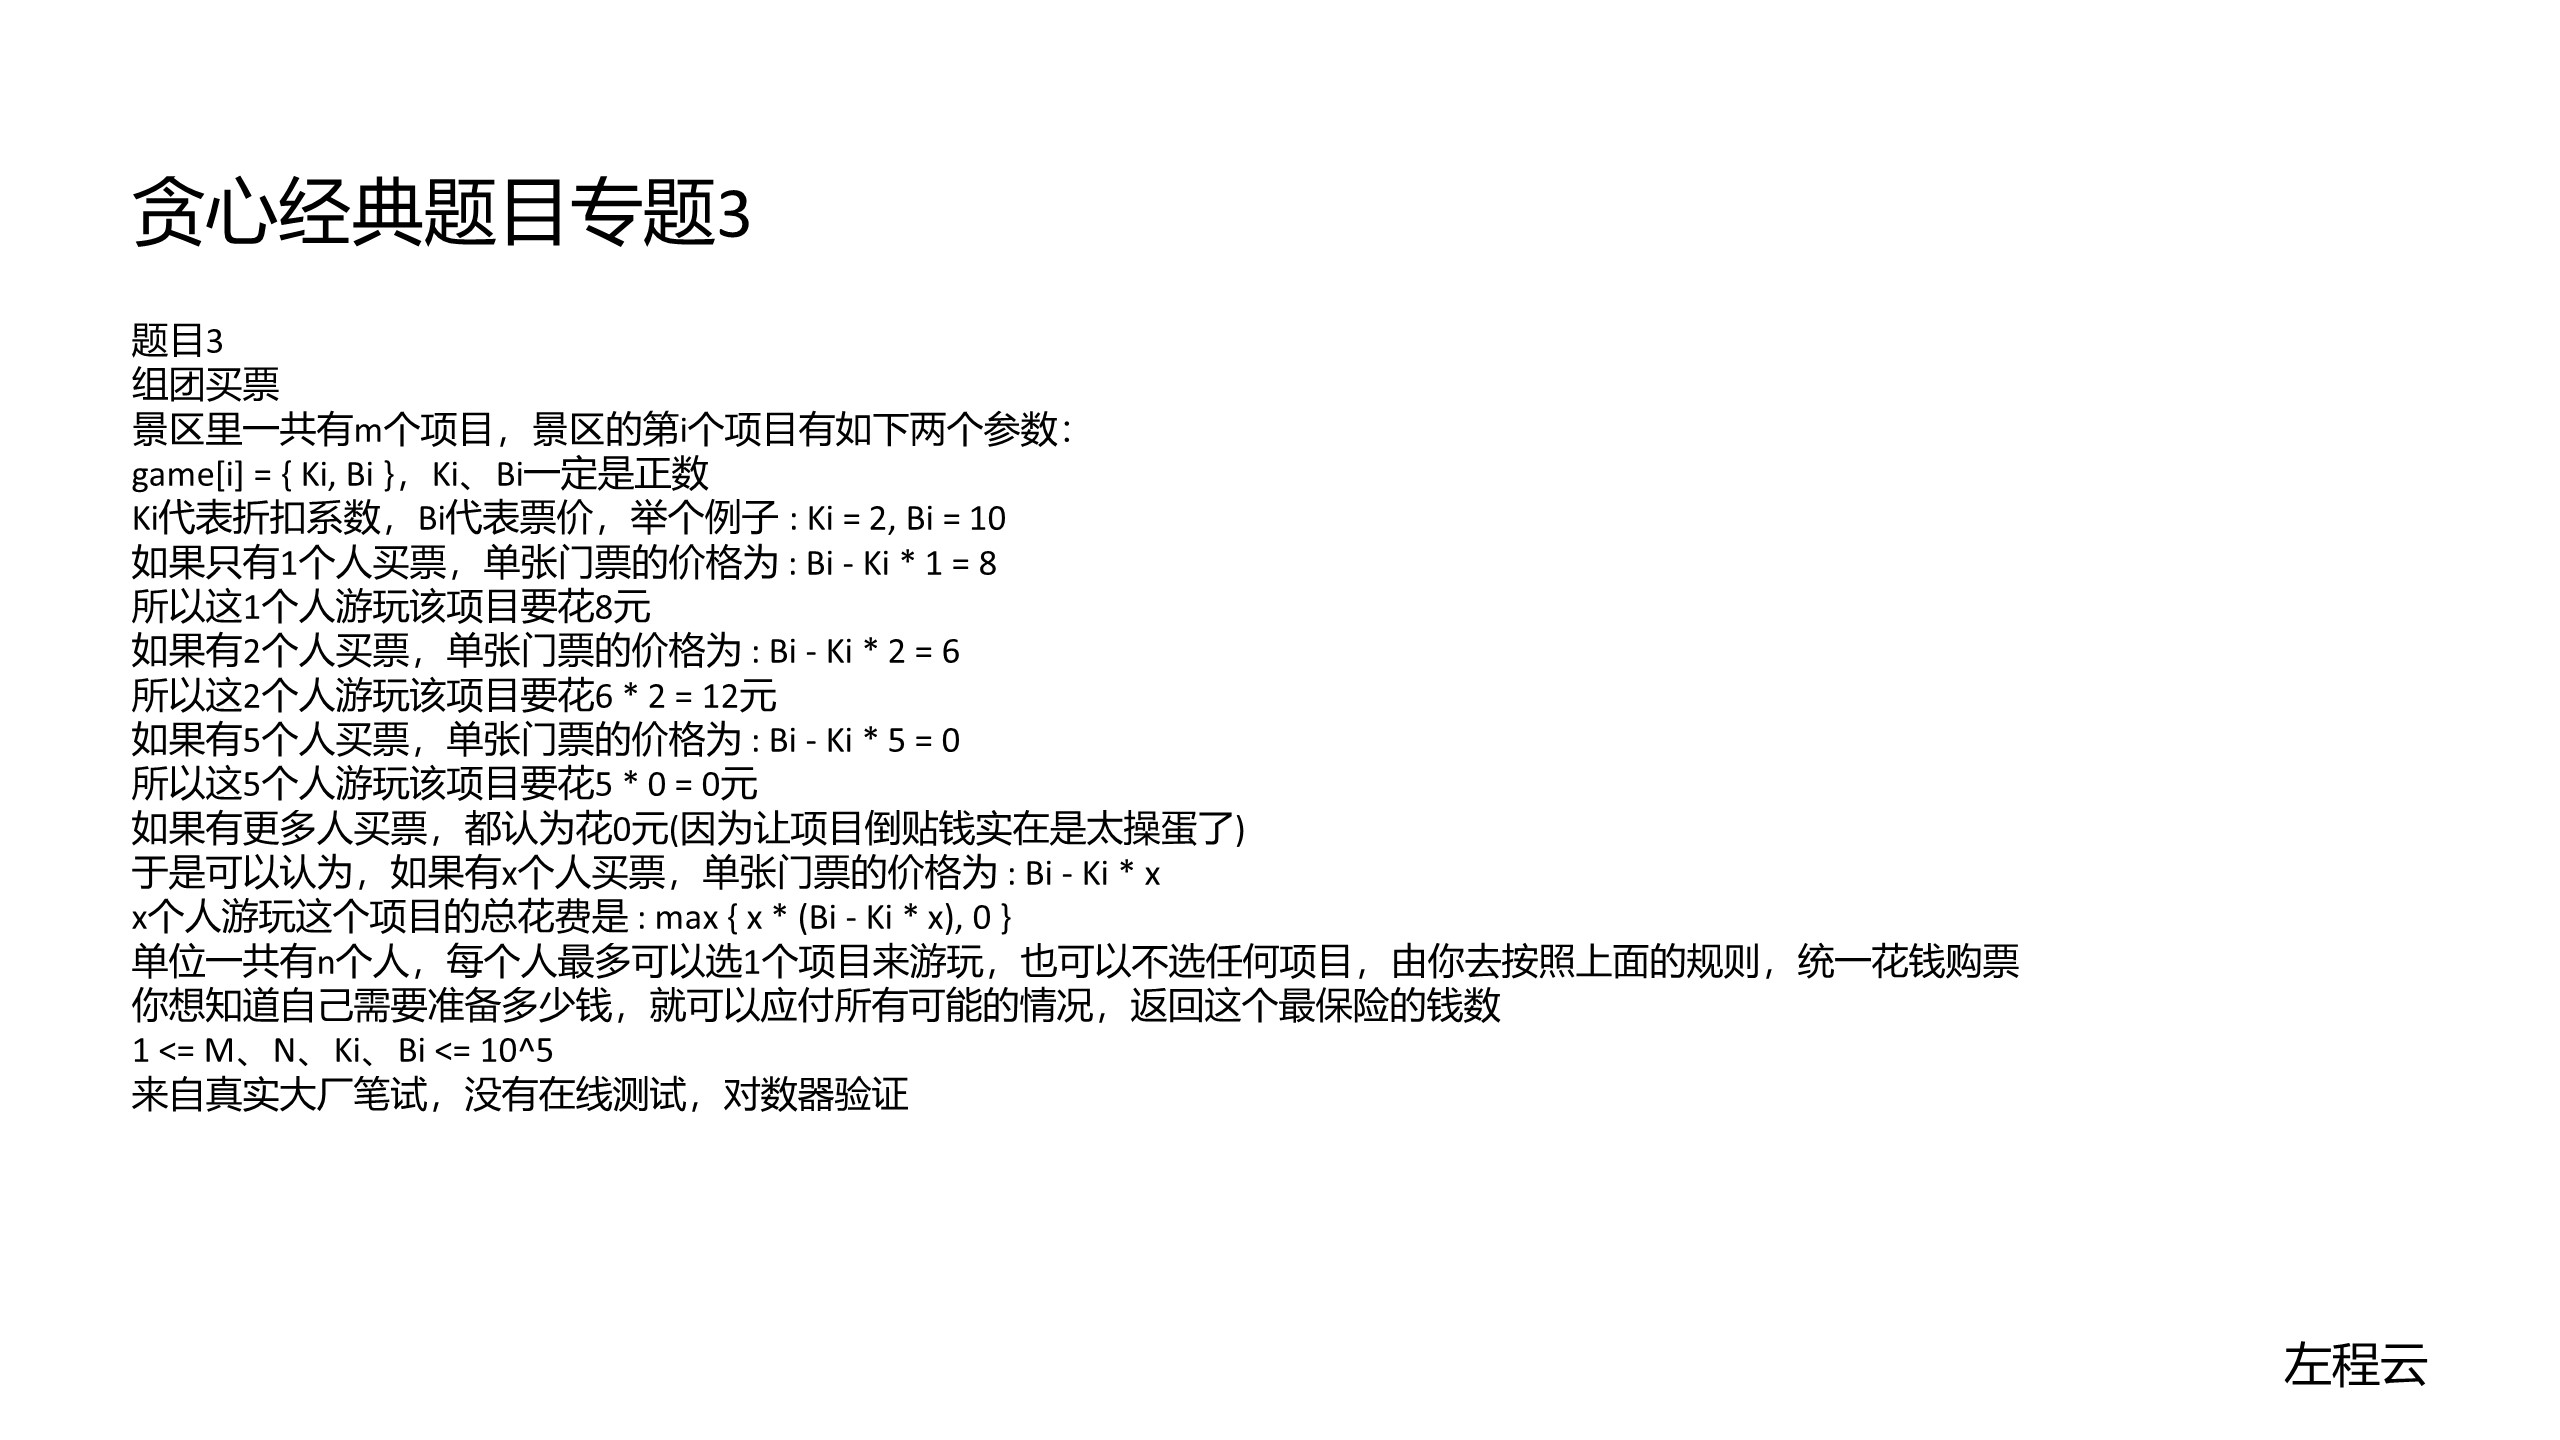 贪心经典题目专题3
题目3
组团买票
景区里一共有m个项目，景区的第i个项目有如下两个参数：
game[i] = { Ki, Bi }，Ki、Bi一定是正数
Ki代表折扣系数，Bi代表票价，举个例子 : Ki = 2, Bi = 10
如果只有1个人买票，单张门票的价格为 : Bi - Ki * 1 = 8
所以这1个人游玩该项目要花8元
如果有2个人买票，单张门票的价格为 : Bi - Ki * 2 = 6
所以这2个人游玩该项目要花6 * 2 = 12元
如果有5个人买票，单张门票的价格为 : Bi - Ki * 5 = 0
所以这5个人游玩该项目要花5 * 0 = 0元
如果有更多人买票，都认为花0元(因为让项目倒贴钱实在是太操蛋了)
于是可以认为，如果有x个人买票，单张门票的价格为 : Bi - Ki * x
x个人游玩这个项目的总花费是 : max { x * (Bi - Ki * x), 0 }
单位一共有n个人，每个人最多可以选1个项目来游玩，也可以不选任何项目，由你去按照上面的规则，统一花钱购票
你想知道自己需要准备多少钱，就可以应付所有可能的情况，返回这个最保险的钱数
1 <= M、N、Ki、Bi <= 10^5
来自真实大厂笔试，没有在线测试，对数器验证
左程云